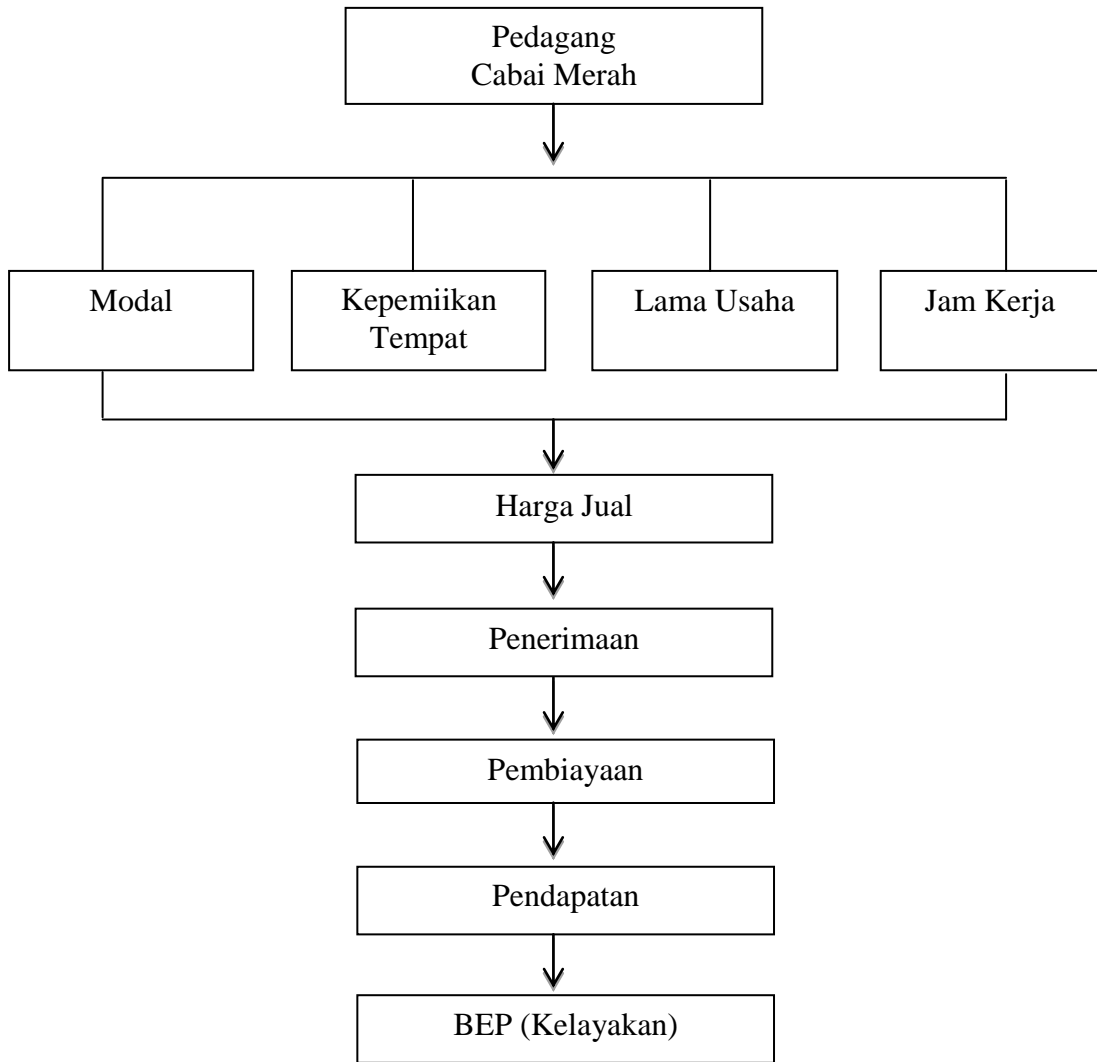 Pedagang
Cabai Merah
Modal
Kepemiikan
Tempat
Lama Usaha
Jam Kerja
Harga Jual
Penerimaan
Pembiayaan
Pendapatan
BEP (Kelayakan)